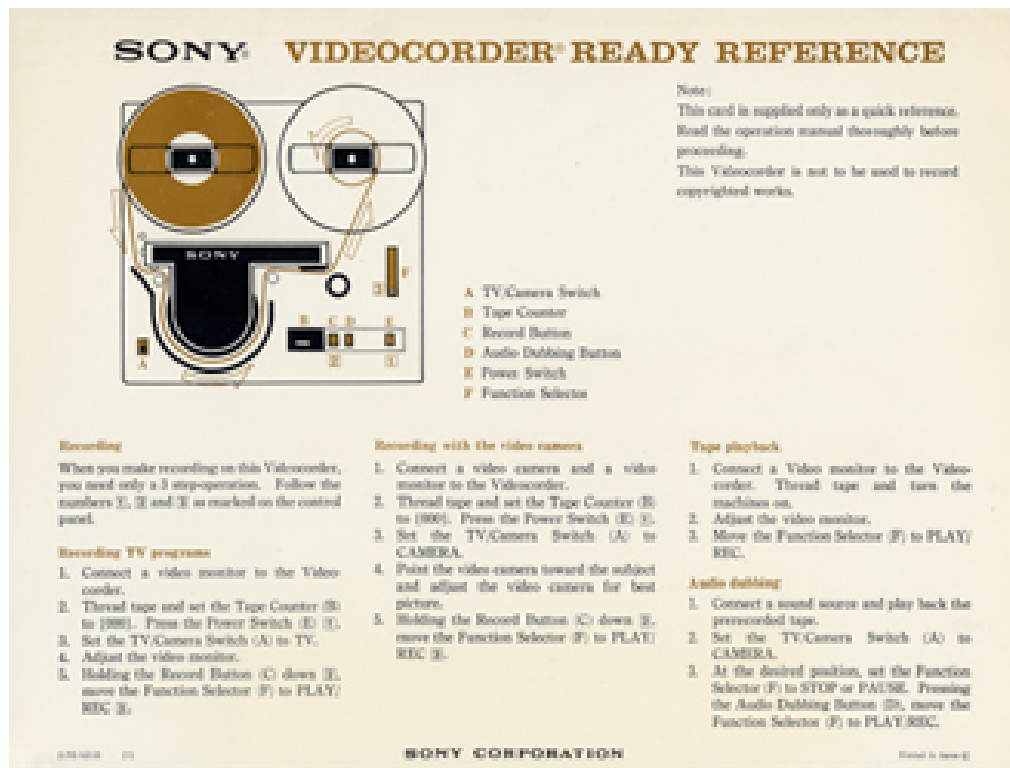 SONY® VIDEOCORDER® READY REFERENCE
Note:
This card is supplied only as a quick reference.
Read the operation manual thoroughly before
proceeding.
This Videocorder is not to be used to record
copyrighted works.
SONY
F
3
B C D E
A
2 1
A TV/Camera Switch
B Tape Counter
C Record Button
D Audio Dubbing Button
E Power Switch
F Function Selector
Recording
When you make recording on this Videocorder,
you need only a 3 step-operation. Follow the
numbers 1, 2 and 3 as marked on the control
panel.
Recording TV programs
1. Connect a video monitor to the Video-
corder.
2. Thread tape and set the Tape Counter (B)
to [000]. Press the Power Switch (E) 1.
3. Set the TV/Camera Switch (A) to TV.
4. Adjust the video monitor.
5. Holding the Record Button (C) down 2,
move the Function Selector (F) to PLAY/
REC 3.
Recording with the video camera
1. Connect a video camera and a video
monitor to the Videocorder.
2. Thread tape and set the Tape Counter (B)
to [000]. Press the Power Switch (E) 1.
3. Set the TV/Camera Switch (A) to
CAMERA.
4. Point the video camera toward the subject
and adjust the video camera for best
picture.
5. Holding the Record Button (C) down 2,
move the Function Selector (F) to PLAY/
REC 3.
Tape playback
1. Connect a Video monitor to the Video-
corder. Thread tape and turn the
machines on.
2. Adjust the video monitor.
3. Move the Function Selector (F) to PLAY/
REC.
Audio dubbing
1. Connect a sound source and play back the
prerecorded tape.
2. Set the TV/Camera Switch (A) to
CAMERA.
3. At the desired position, set the Function
Selector (F) to STOP or PAUSE. Pressing
the Audio Dubbing Button (D), move the
Function Selector (F) to PLAY/REC.
(1)
SONY CORPORATION
Printed in Japan